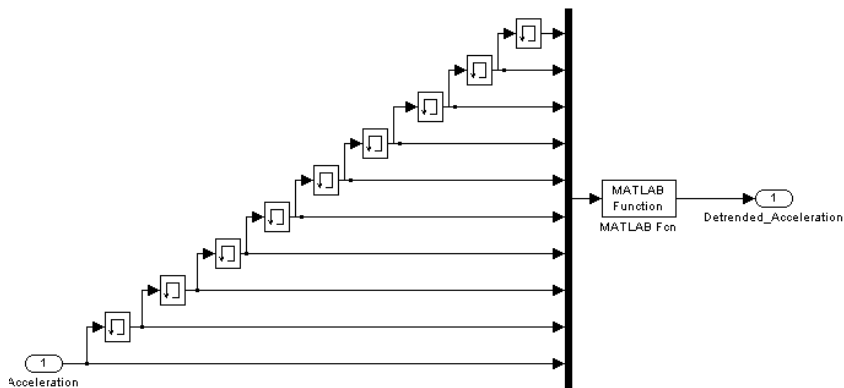 MATLAB
Function
MATLAB Fcn
1
Detrended_Acceleration
1
Acceleration